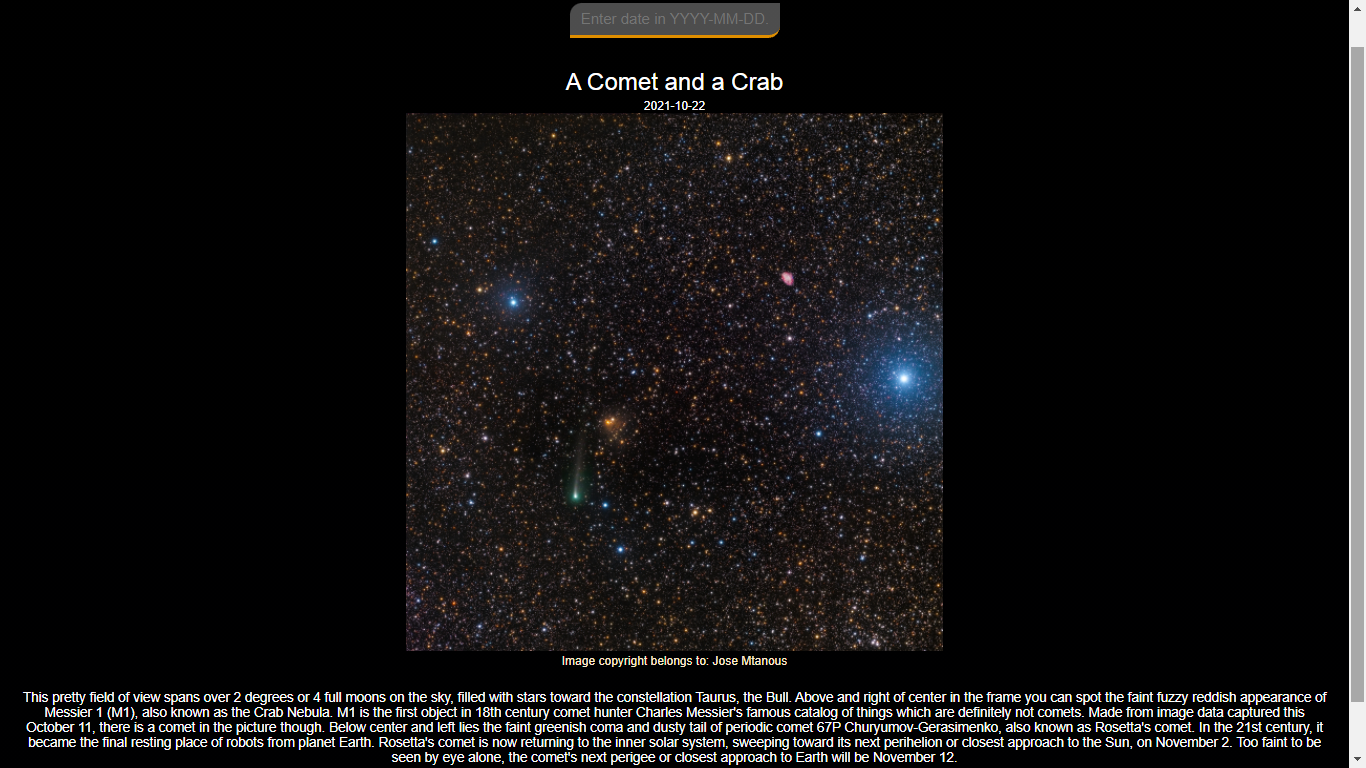 Enter date in YYYY-MM-DD.
A Comet and a Crab
2021-10-22
Image copyright belongs to: Jose Mtanous
This pretty field of view spans over 2 degrees or 4 full moons on the sky, filled with stars toward the constellation Taurus, the Bull. Above and right of center in the frame you can spot the faint fuzzy reddish appearance of
Messier 1 (M1), also known as the Crab Nebula. M1 is the first object in 18th century comet hunter Charles Messier's famous catalog of things which are definitely not comets. Made from image data captured this
October 11, there is a comet in the picture though. Below center and left lies the faint greenish coma and dusty tail of periodic comet 67P Churyumov-Gerasimenko, also known as Rosetta's comet. In the 21st century, it
became the final resting place of robots from planet Earth. Rosetta's comet is now returning to the inner solar system, sweeping toward its next perihelion or closest approach to the Sun, on November 2. Too faint to be
seen by eye alone, the comet's next perigee or closest approach to Earth will be November 12.